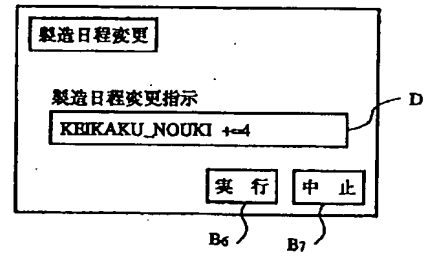 製造日程変更
製造日程変更指示
KEIKAKU_NOUKI +=4
D
実 行
中 止
B6
B7